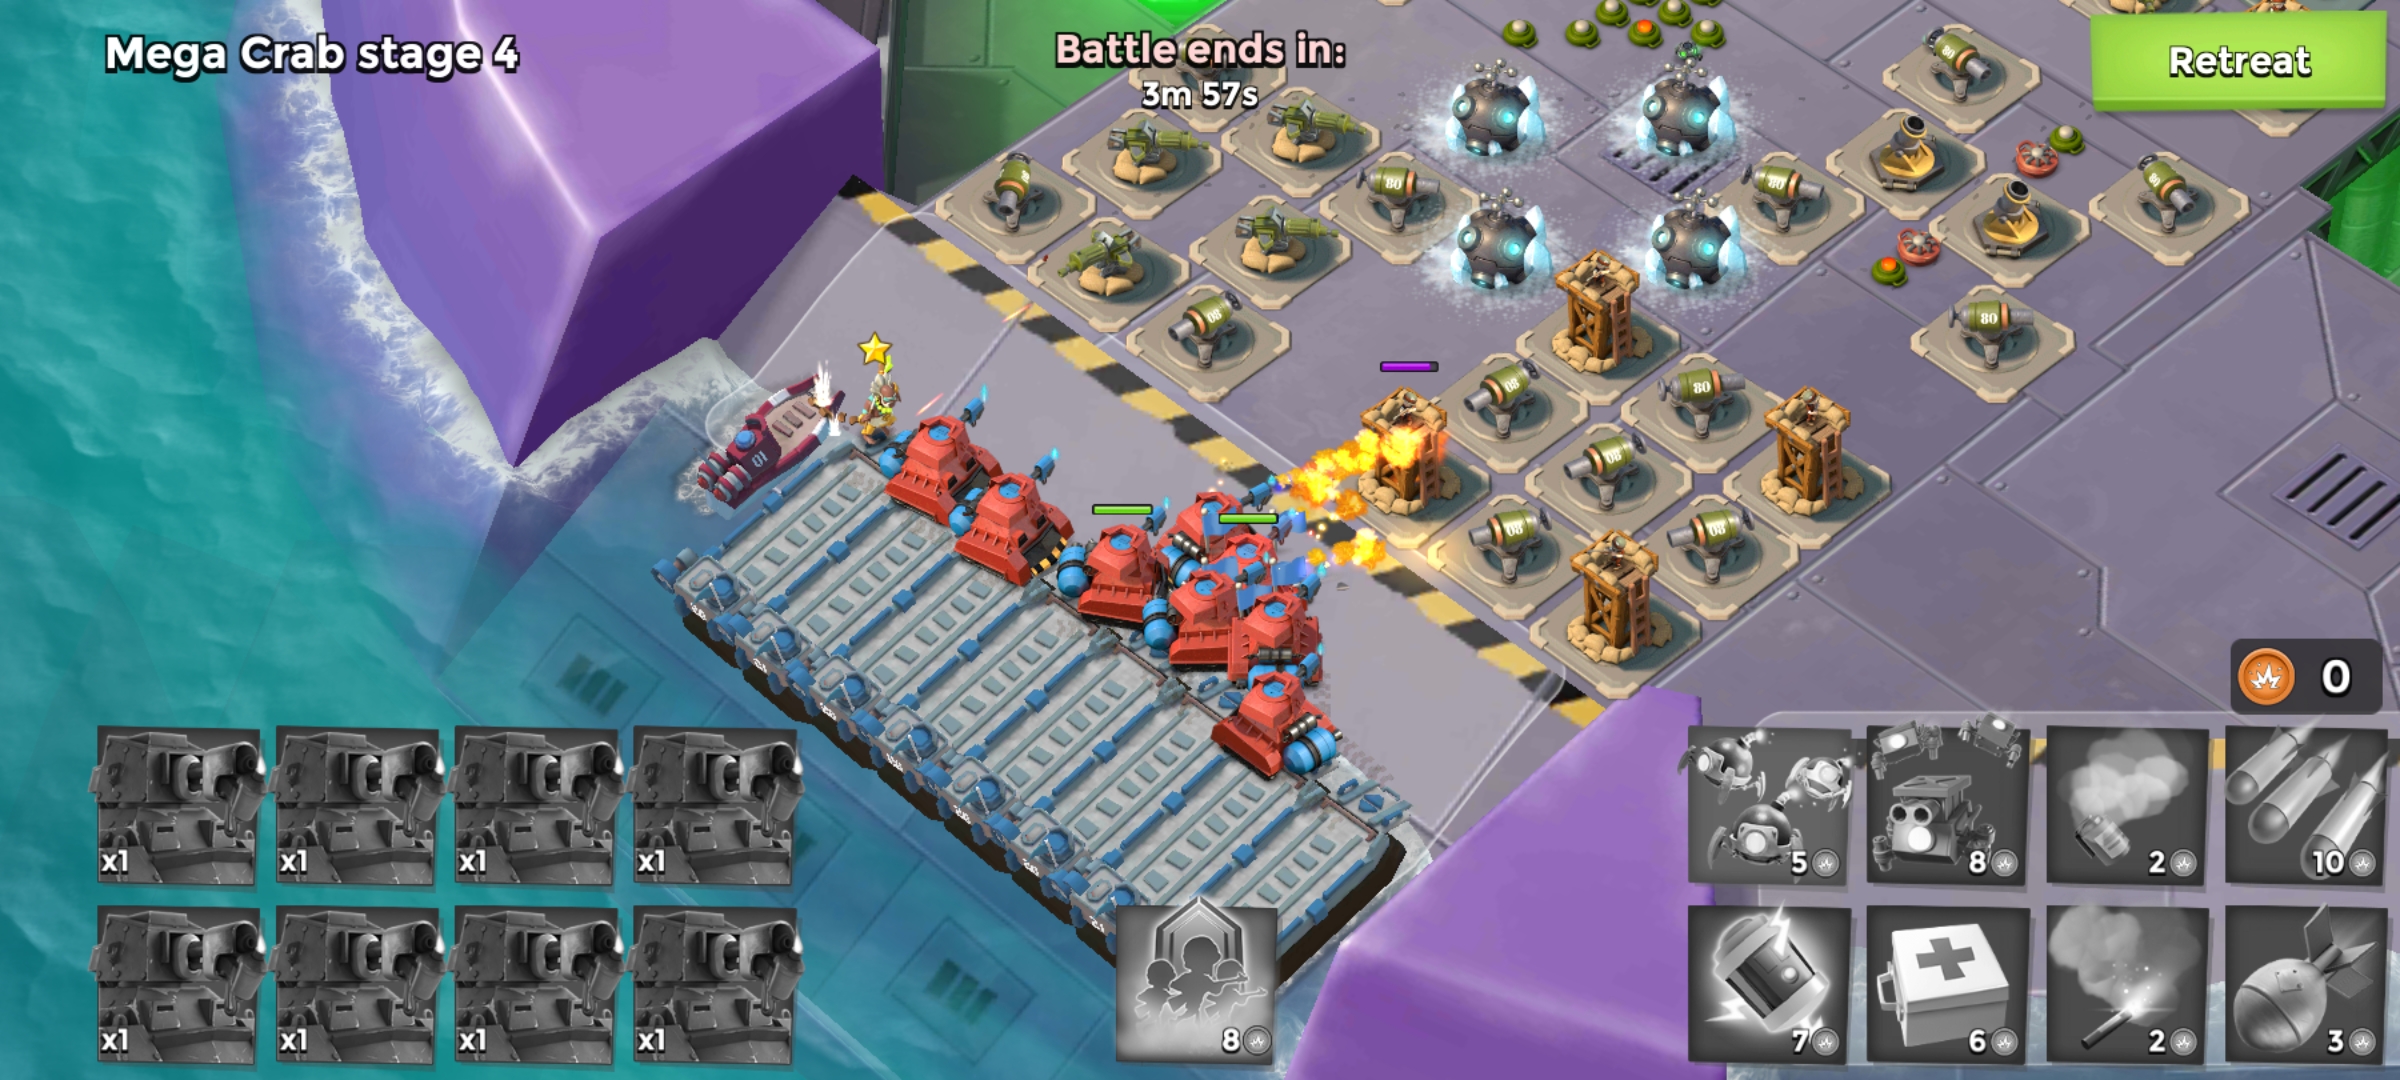 Mega Crab stage 4
Battle ends in:
3m 57s
Retreat
0
x1
x1
x1
x1
5
8
2
10
x1
x1
x1
x1
8
7
6
2
3